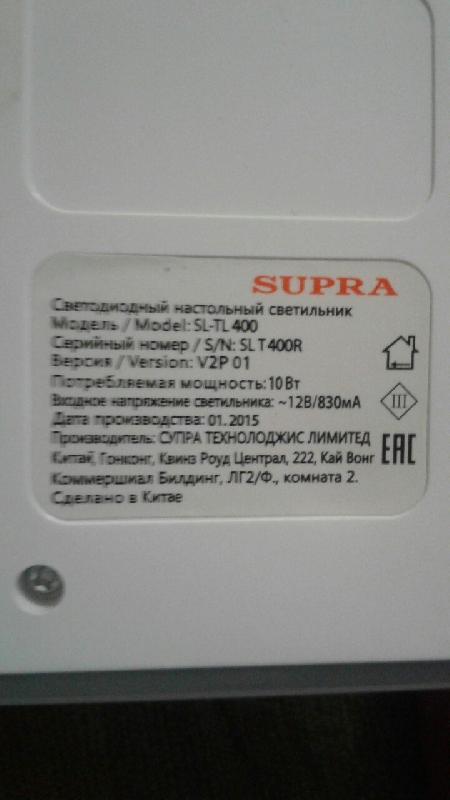 SUPRA
Светодиодный настольный светильник
Модель / Model: SL-TL 400
Серийный номер / S/N: SL T400R
Версия / Version: V2P 01
Потребляемая мощность:10Вт
Входное напряжение светильника: ~12В/830мА
Дата производства: 01.2015
Производитель: СУПРА ТЕХНОЛОДЖИС ЛИМИТЕД
Китай, Гонконг, Квинз Роуд Централ, 222, Кай Вонг
Коммершиал Билдинг, ЛГ2/Ф., комната 2.
Сделано в Китае
III
EAC